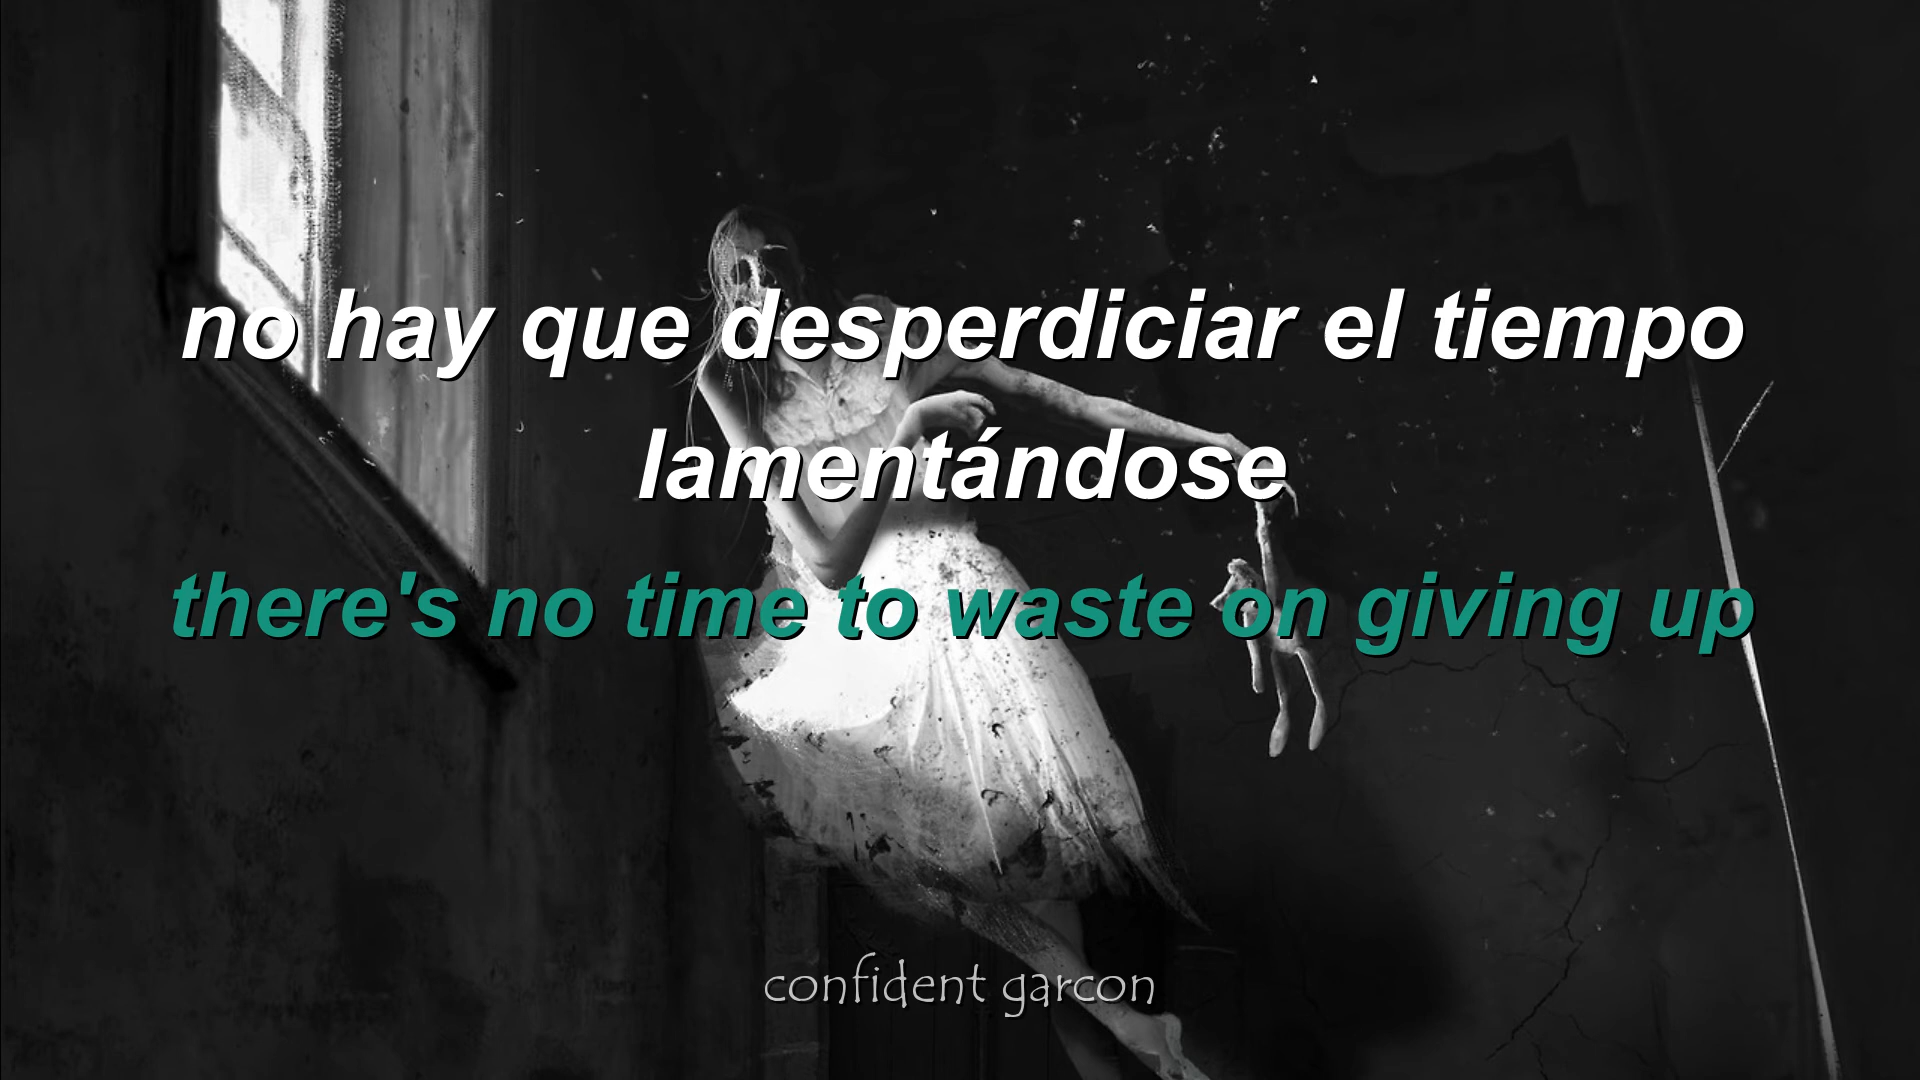 no hay que desperdiciar el tiempo
lamentándose
there's no time to waste on giving up
confident garcon